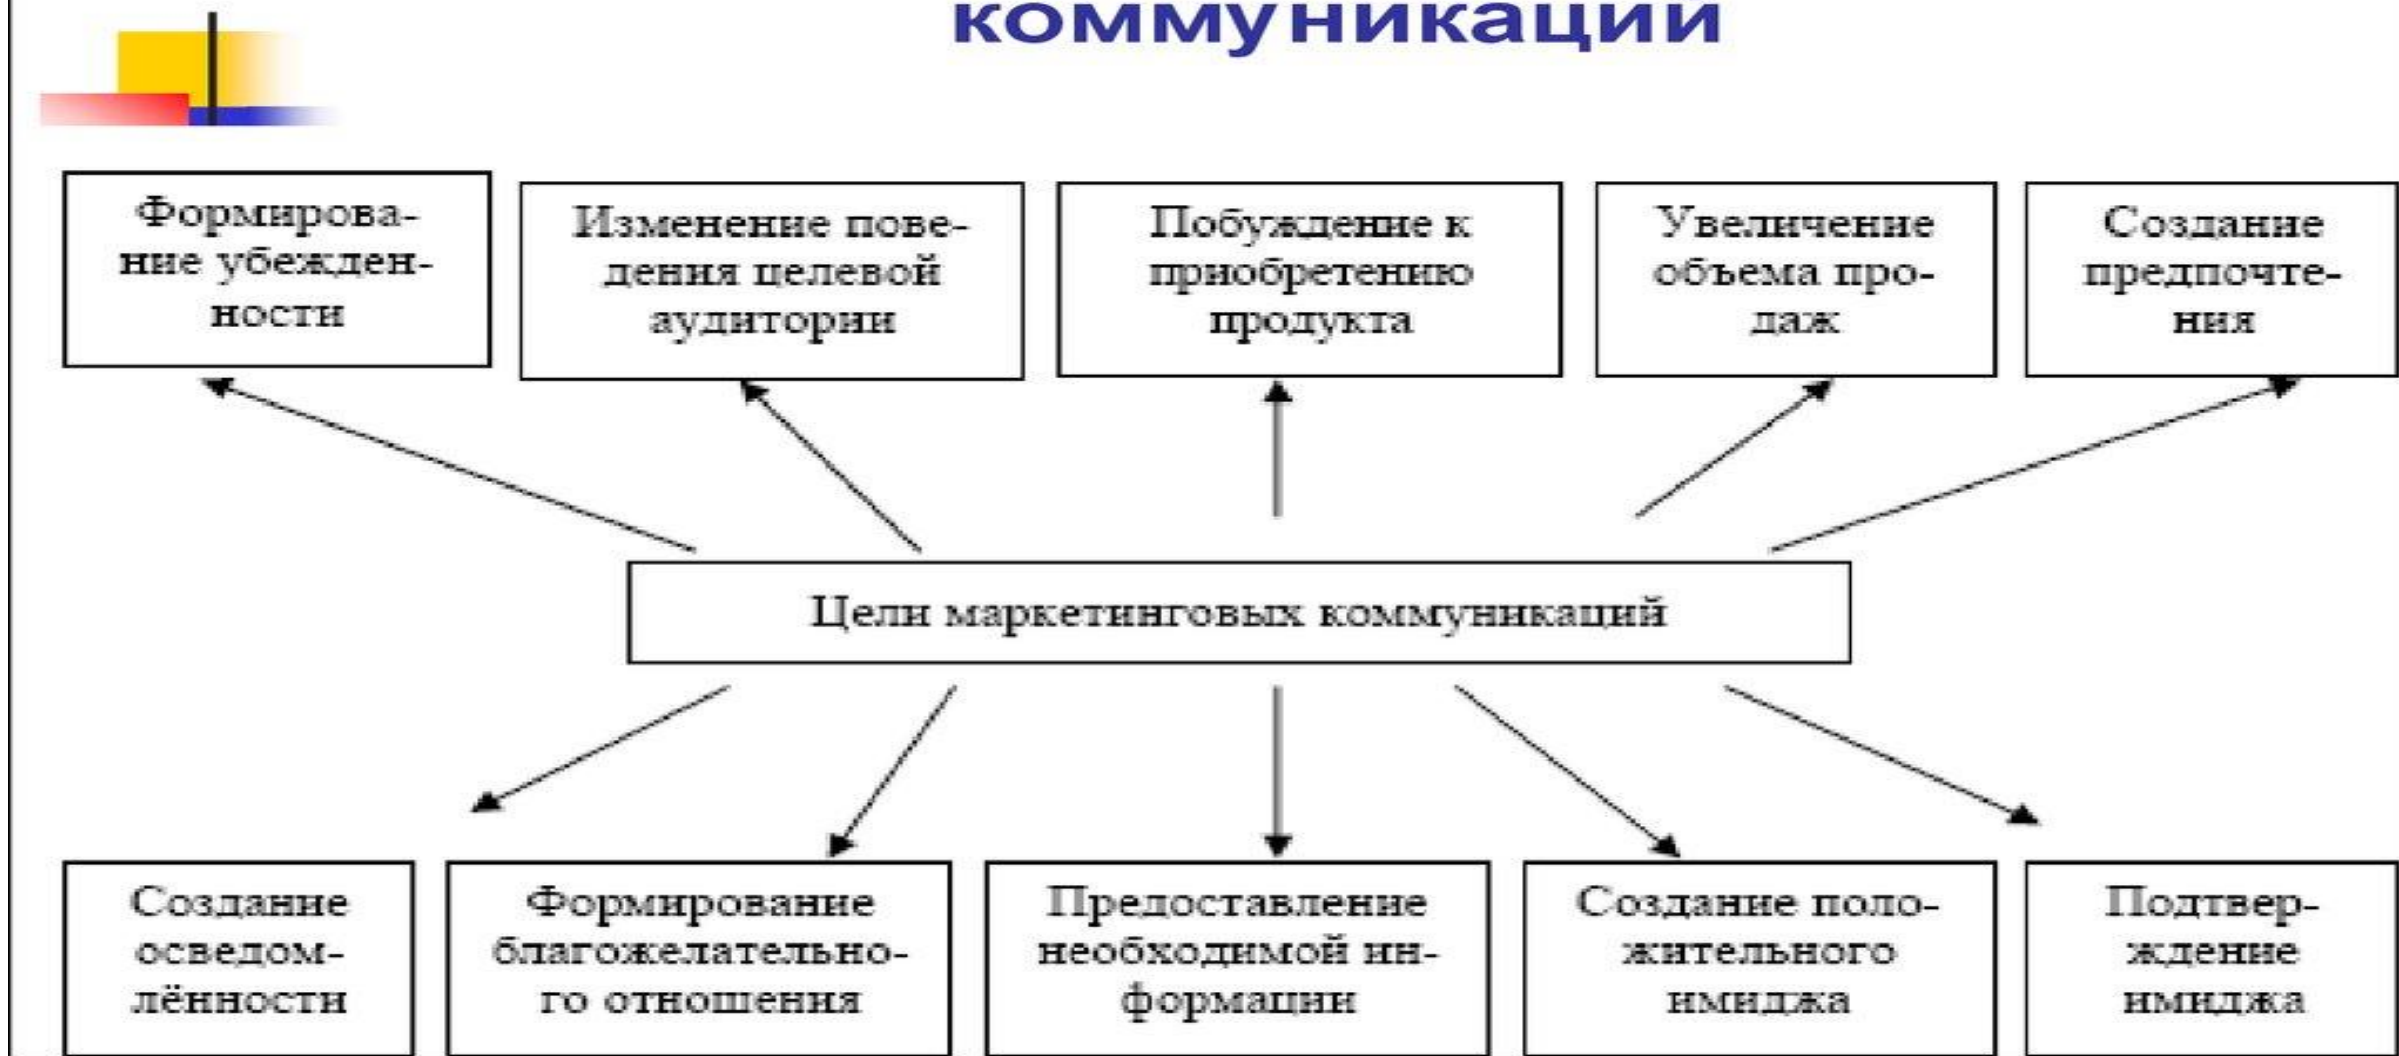 коммуникаций
Формирова-
ние убежден-
ности
Изменение пове-
дения целевой
аудитории
Побуждение к
приобретению
продукта
Увеличение
объема про-
даж
Создание
предпочте-
ния
Цели маркетинговых коммуникаций
Создание
осведом-
лённости
Формирование
благожелательно-
го отношения
Предоставление
необходимой ин-
формации
Создание поло-
жительного
имиджа
Подтвер-
ждение
имиджа